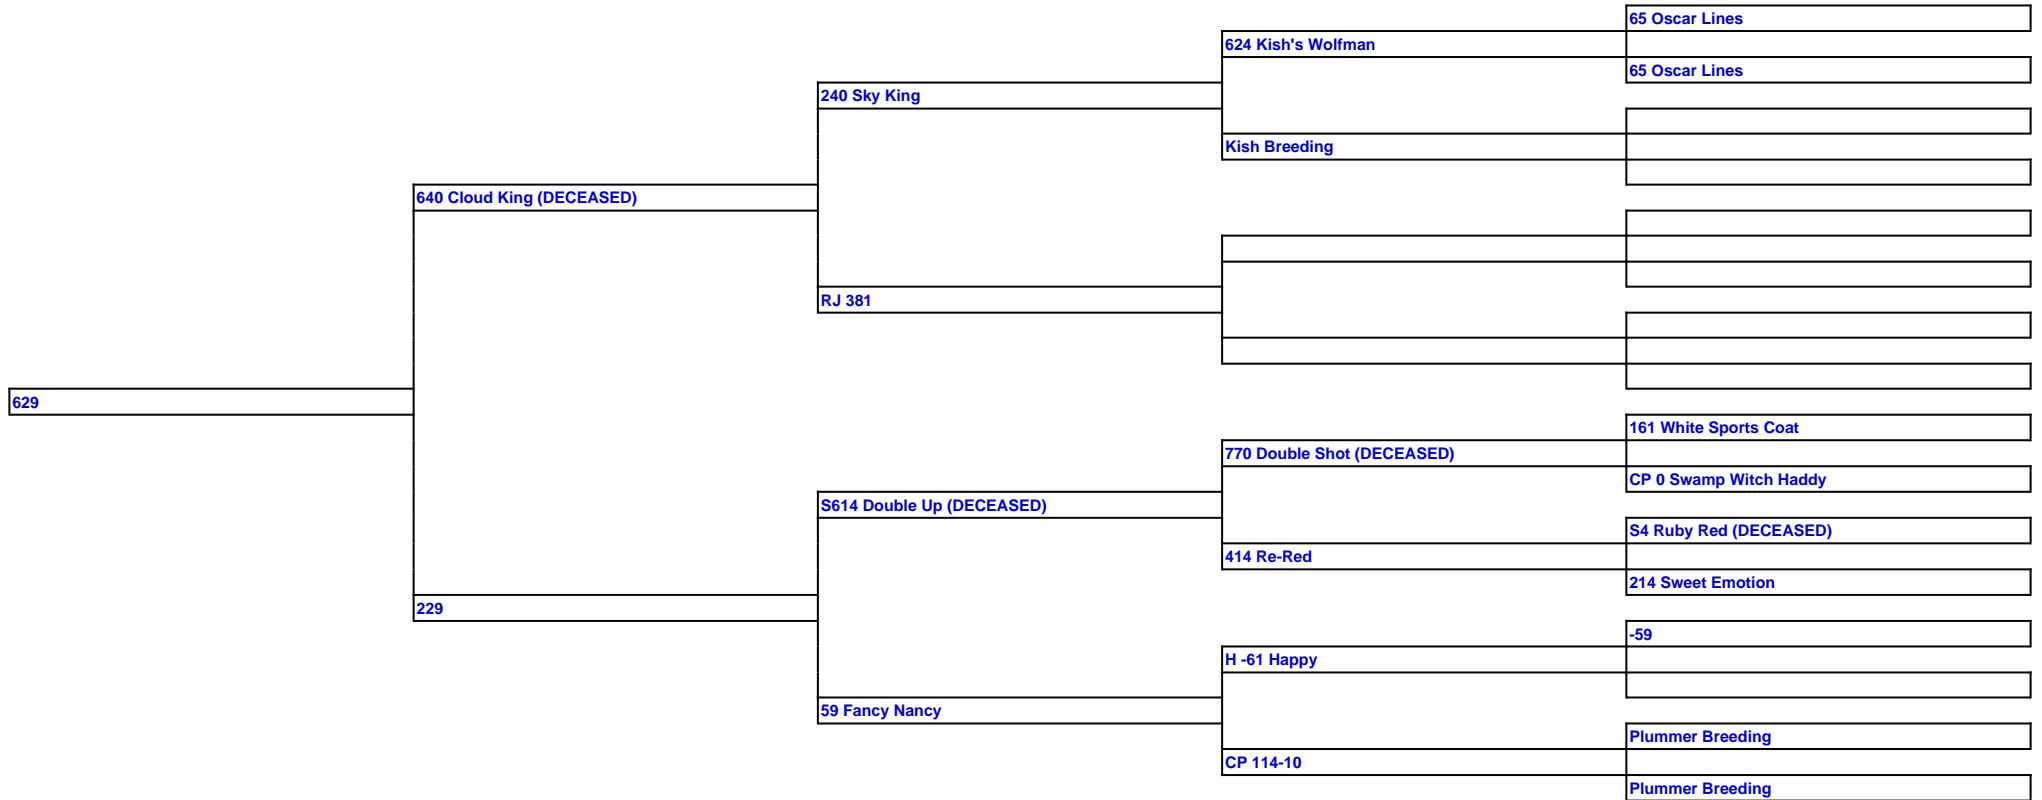 65 Oscar Lines
624 Kish's Wolfman
65 Oscar Lines
240 Sky King
Kish Breeding
640 Cloud King (DECEASED)
RJ 381
629
161 White Sports Coat
770 Double Shot (DECEASED)
CP 0 Swamp Witch Haddy
S614 Double Up (DECEASED)
S4 Ruby Red (DECEASED)
414 Re-Red
214 Sweet Emotion
229
-59
H -61 Happy
59 Fancy Nancy
Plummer Breeding
CP 114-10
Plummer Breeding